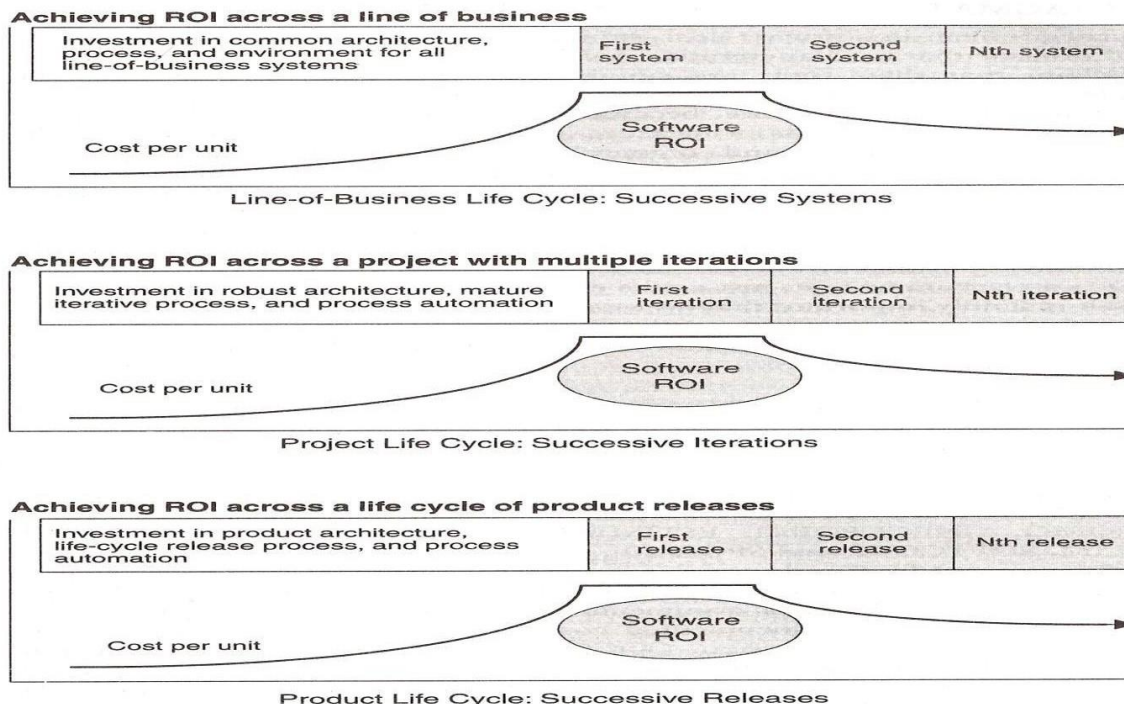 Achieving ROI across a line of business
Investment in common architecture,
process, and environment for all
line-of-business systems
First
system
Second
system
Nth system
Cost per unit
Software
ROI
Line-of-Business Life Cycle: Successive Systems
Achieving ROI across a project with multiple iterations
Investment in robust architecture, mature
iterative process, and process automation
First
iteration
Second
iteration
Nth iteration
Cost per unit
Software
ROI
Project Life Cycle: Successive Iterations
Achieving ROI across a life cycle of product releases
Investment in product architecture,
life-cycle release process, and process
automation
First
release
Second
release
Nth release
Cost per unit
Software
ROI
Product Life Cycle: Successive Releases